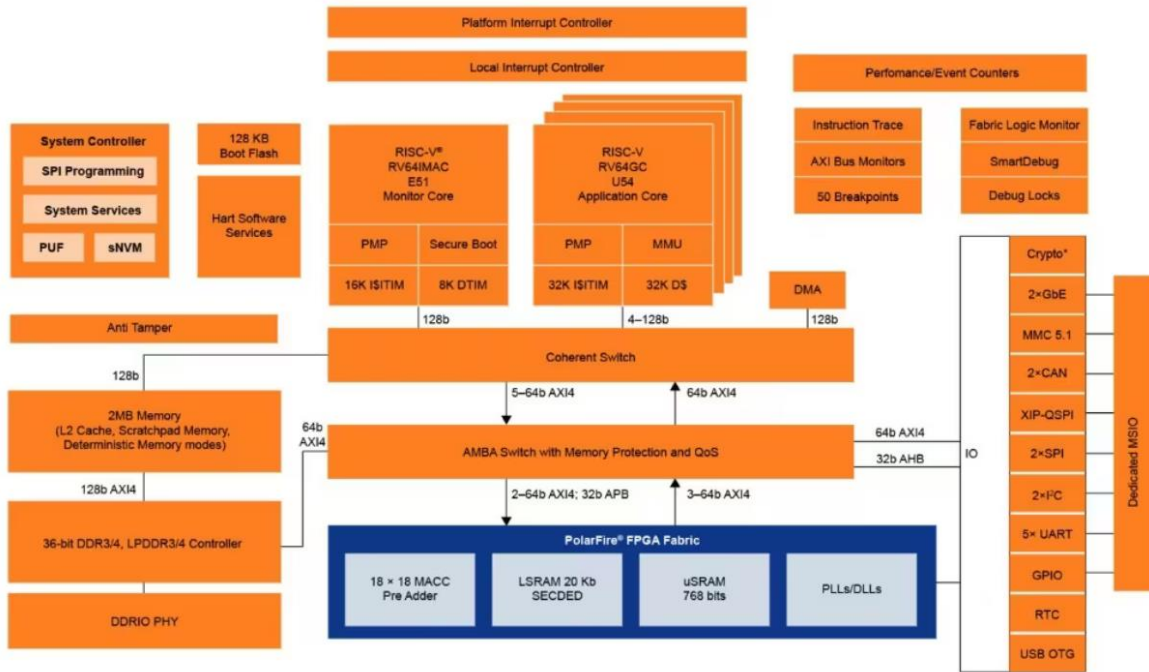 Platform Interrupt Controller
Local Interrupt Controller
Perfomance/Event Counters
System Controller
SPI Programming
System Services
PUF
sNVM
128 KB
Boot Flash
Hart Software
Services
RISC-V®
RV64IMAC
E51
Monitor Core
PMP
Secure Boot
16K I$ITIM
8K DTIM
RISC-V
RV64GC
U54
Application Core
PMP
MMU
32K I$ITIM
32K D$
Instruction Trace
AXI Bus Monitors
50 Breakpoints
Fabric Logic Monitor
SmartDebug
Debug Locks
DMA
128b
4–128b
128b
Anti Tamper
Coherent Switch
128b
5–64b AXI4
64b AXI4
2MB Memory
(L2 Cache, Scratchpad Memory,
Deterministic Memory modes)
64b
AXI4
AMBA Switch with Memory Protection and QoS
64b AXI4
32b AHB
IO
128b AXI4
2–64b AXI4; 32b APB
3–64b AXI4
36-bit DDR3/4, LPDDR3/4 Controller
DDRIO PHY
PolarFire® FPGA Fabric
18 × 18 MACC
Pre Adder
LSRAM 20 Kb
SECDED
uSRAM
768 bits
PLLs/DLLs
Crypto*
2×GbE
MMC 5.1
2×CAN
XIP-QSPI
2×SPI
2×I²C
5× UART
GPIO
RTC
USB OTG
Dedicated MSIO